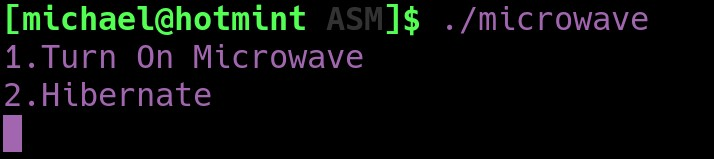 [michael@hotmint ASM]$ ./microwave
1.Turn On Microwave
2.Hibernate